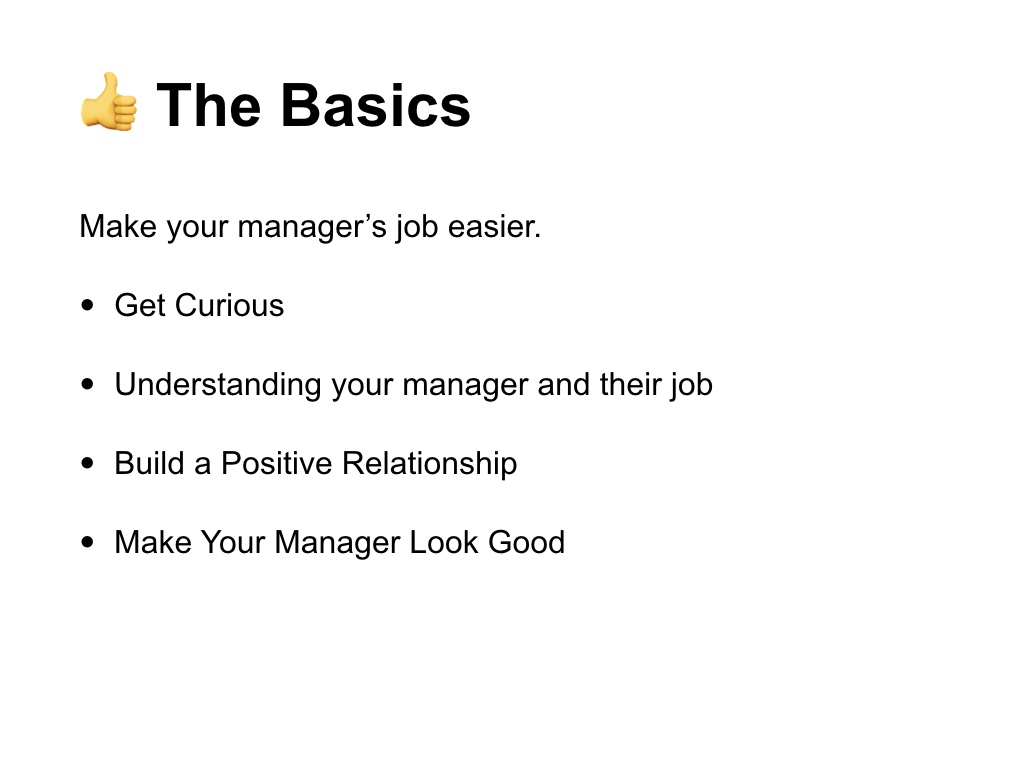 👍 The Basics
Make your manager’s job easier.
• Get Curious
• Understanding your manager and their job
• Build a Positive Relationship
• Make Your Manager Look Good